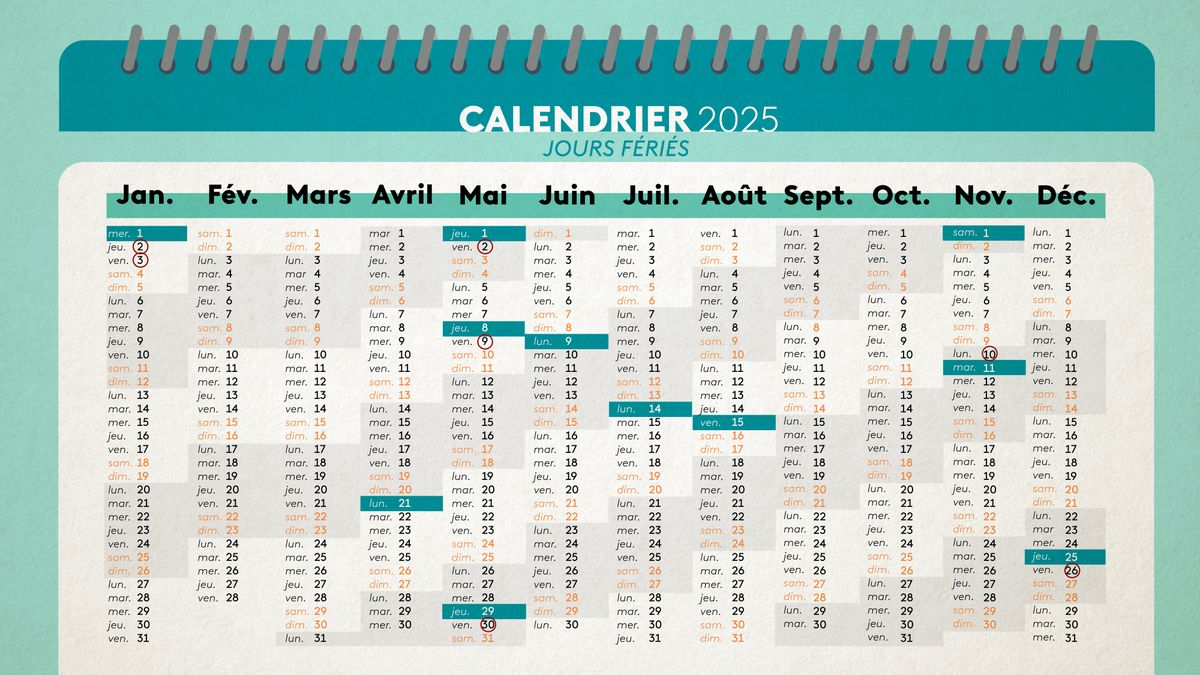 CALENDRIER 2025
JOURS FÉRIÉS
Jan. Fév. Mars Avril Mai Juin Juil. Août Sept. Oct. Nov. Déc.
mer. 1 sam. 1 sam. 1 mar 1 jeu. 1 dim. 1 mar. 1 ven. 1 lun. 1 mer. 1 sam. 1 lun. 1
jeu. 2 dim. 2 dim. 2 mer. 2 ven. 2 lun. 2 mer. 2 sam. 2 mar. 2 jeu. 2 dim. 2 mar. 2
ven. 3 lun. 3 lun. 3 jeu. 3 sam. 3 mar. 3 jeu. 3 dim. 3 mer. 3 ven. 3 lun. 3 mer. 3
sam. 4 mar. 4 mar. 4 ven. 4 dim. 4 mer. 4 ven. 4 lun. 4 jeu. 4 sam. 4 mar. 4 jeu. 4
dim. 5 mer. 5 mer. 5 sam. 5 lun. 5 jeu. 5 sam. 5 mar. 5 ven. 5 dim. 5 mer. 5 ven. 5
lun. 6 jeu. 6 jeu. 6 dim. 6 mar 6 ven. 6 dim. 6 mer. 6 sam. 6 lun. 6 jeu. 6 sam. 6
mar. 7 ven. 7 ven. 7 lun. 7 mer 7 sam. 7 lun. 7 jeu. 7 dim. 7 mar. 7 ven. 7 dim. 7
mer. 8 sam. 8 sam. 8 mar. 8 jeu. 8 dim. 8 mar. 8 ven. 8 lun. 8 mer. 8 sam. 8 lun. 8
jeu. 9 dim. 9 dim. 9 mer. 9 ven. 9 lun. 9 mer. 9 sam. 9 mar. 9 jeu. 9 dim. 9 mar. 9
ven. 10 lun. 10 lun. 10 jeu. 10 sam. 10 mar. 10 jeu. 10 dim. 10 mer. 10 ven. 10 lun. 10 mer. 10
sam. 11 mar. 11 mar. 11 ven. 11 dim. 11 mer. 11 ven. 11 lun. 11 jeu. 11 sam. 11 mar. 11 jeu. 11
dim. 12 mer. 12 mer. 12 sam. 12 lun. 12 jeu. 12 sam. 12 mar. 12 ven. 12 dim. 12 mer. 12 ven. 12
lun. 13 jeu. 13 jeu. 13 dim. 13 mar. 13 ven. 13 dim. 13 mer. 13 sam. 13 lun. 13 jeu. 13 sam. 13
mar. 14 ven. 14 ven. 14 lun. 14 mer. 14 sam. 14 lun. 14 jeu. 14 dim. 14 mar. 14 ven. 14 dim. 14
mer. 15 sam. 15 sam. 15 mar. 15 jeu. 15 dim. 15 mar. 15 ven. 15 lun. 15 mer. 15 sam. 15 lun. 15
jeu. 16 dim. 16 dim. 16 mer. 16 ven. 16 lun. 16 mer. 16 sam. 16 mar. 16 jeu. 16 dim. 16 mar. 16
ven. 17 lun. 17 lun. 17 jeu. 17 sam. 17 mar. 17 jeu. 17 dim. 17 mer. 17 ven. 17 lun. 17 mer. 17
sam. 18 mar. 18 mar. 18 ven. 18 dim. 18 mer. 18 ven. 18 lun. 18 jeu. 18 sam. 18 mar. 18 jeu. 18
dim. 19 mer. 19 mer. 19 sam. 19 lun. 19 jeu. 19 sam. 19 mar. 19 ven. 19 dim. 19 mer. 19 ven. 19
lun. 20 jeu. 20 jeu. 20 dim. 20 mar. 20 ven. 20 dim. 20 mer. 20 sam. 20 lun. 20 jeu. 20 sam. 20
mar. 21 ven. 21 ven. 21 lun. 21 mer. 21 sam. 21 lun. 21 jeu. 21 dim. 21 mar. 21 ven. 21 dim. 21
mer. 22 sam. 22 sam. 22 mar. 22 jeu. 22 dim. 22 mar. 22 ven. 22 lun. 22 mer. 22 sam. 22 lun. 22
jeu. 23 dim. 23 dim. 23 mer. 23 ven. 23 lun. 23 mer. 23 sam. 23 mar. 23 jeu. 23 dim. 23 mar 23
ven. 24 lun. 24 lun. 24 jeu. 24 sam. 24 mar. 24 jeu. 24 dim. 24 mer. 24 ven. 24 lun. 24 mer. 24
sam. 25 mar. 25 mar. 25 ven. 25 dim. 25 mer. 25 ven. 25 lun. 25 jeu. 25 sam. 25 mar. 25 jeu. 25
dim. 26 mer. 26 mer. 26 sam. 26 lun. 26 jeu. 26 sam. 26 mar. 26 ven. 26 dim. 26 mer. 26 ven. 26
lun. 27 jeu. 27 jeu. 27 dim. 27 mar. 27 ven. 27 dim. 27 mer. 27 sam. 27 lun. 27 jeu. 27 sam. 27
mar. 28 ven. 28 ven. 28 lun. 28 mer. 28 sam. 28 lun. 28 jeu. 28 dim. 28 mar. 28 ven. 28 dim. 28
mer. 29 sam. 29 mar. 29 jeu. 29 dim. 29 mar. 29 ven. 29 lun. 29 mer. 29 sam. 29 lun. 29
jeu. 30 dim. 30 mer. 30 ven. 30 lun. 30 mer. 30 sam. 30 mar. 30 jeu. 30 dim. 30 mar. 30
ven. 31 lun. 31 sam. 31 jeu. 31 dim. 31 ven. 31 mer. 31